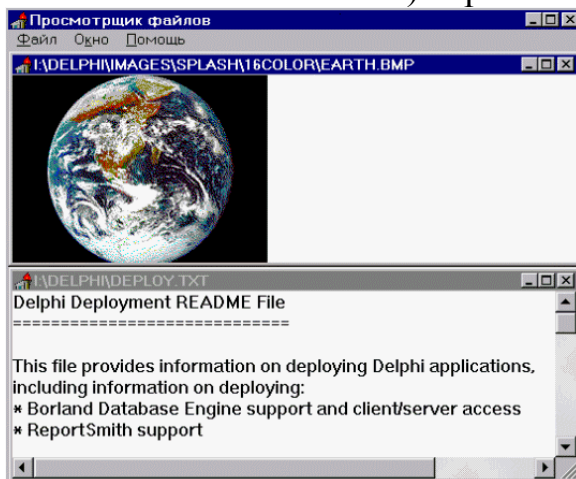 Просмотрщик файлов
Файл Окно Помощь
I:\DELPHI\IMAGES\SPLASH\16COLOR\EARTH.BMP
I:\DELPHI\DEPLOY.TXT
Delphi Deployment README File
=============================
This file provides information on deploying Delphi applications,
including information on deploying:
* Borland Database Engine support and client/server access
* ReportSmith support